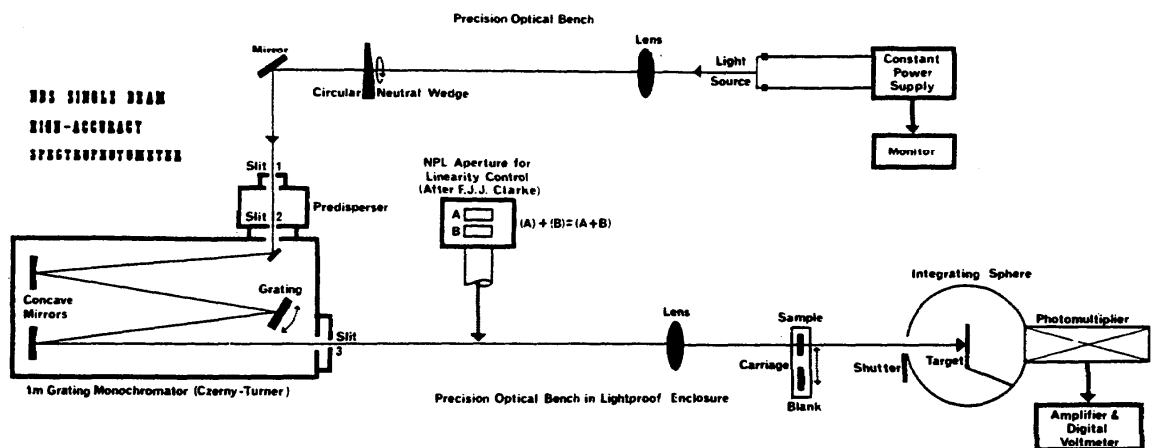 Precision Optical Bench
Mirror
Lens
Light
Source
Constant
Power
Supply
Circular Neutral Wedge
NBS SINGLE BEAM
HIGH-ACCURACY
SPECTROPHOTOMETER
Monitor
Slit 1
NPL Aperture for
Linearity Control
(After F.J.J. Clarke)
Predisperser
Slit 2
A
B
(A) + (B) = (A+B)
Integrating Sphere
Grating
Concave
Mirrors
Slit
3
Lens
Sample
Carriage
Blank
Photomultiplier
Shutter
Target
1m Grating Monochromator (Czerny-Turner)
Precision Optical Bench in Lightproof Enclosure
Amplifier &
Digital
Voltmeter